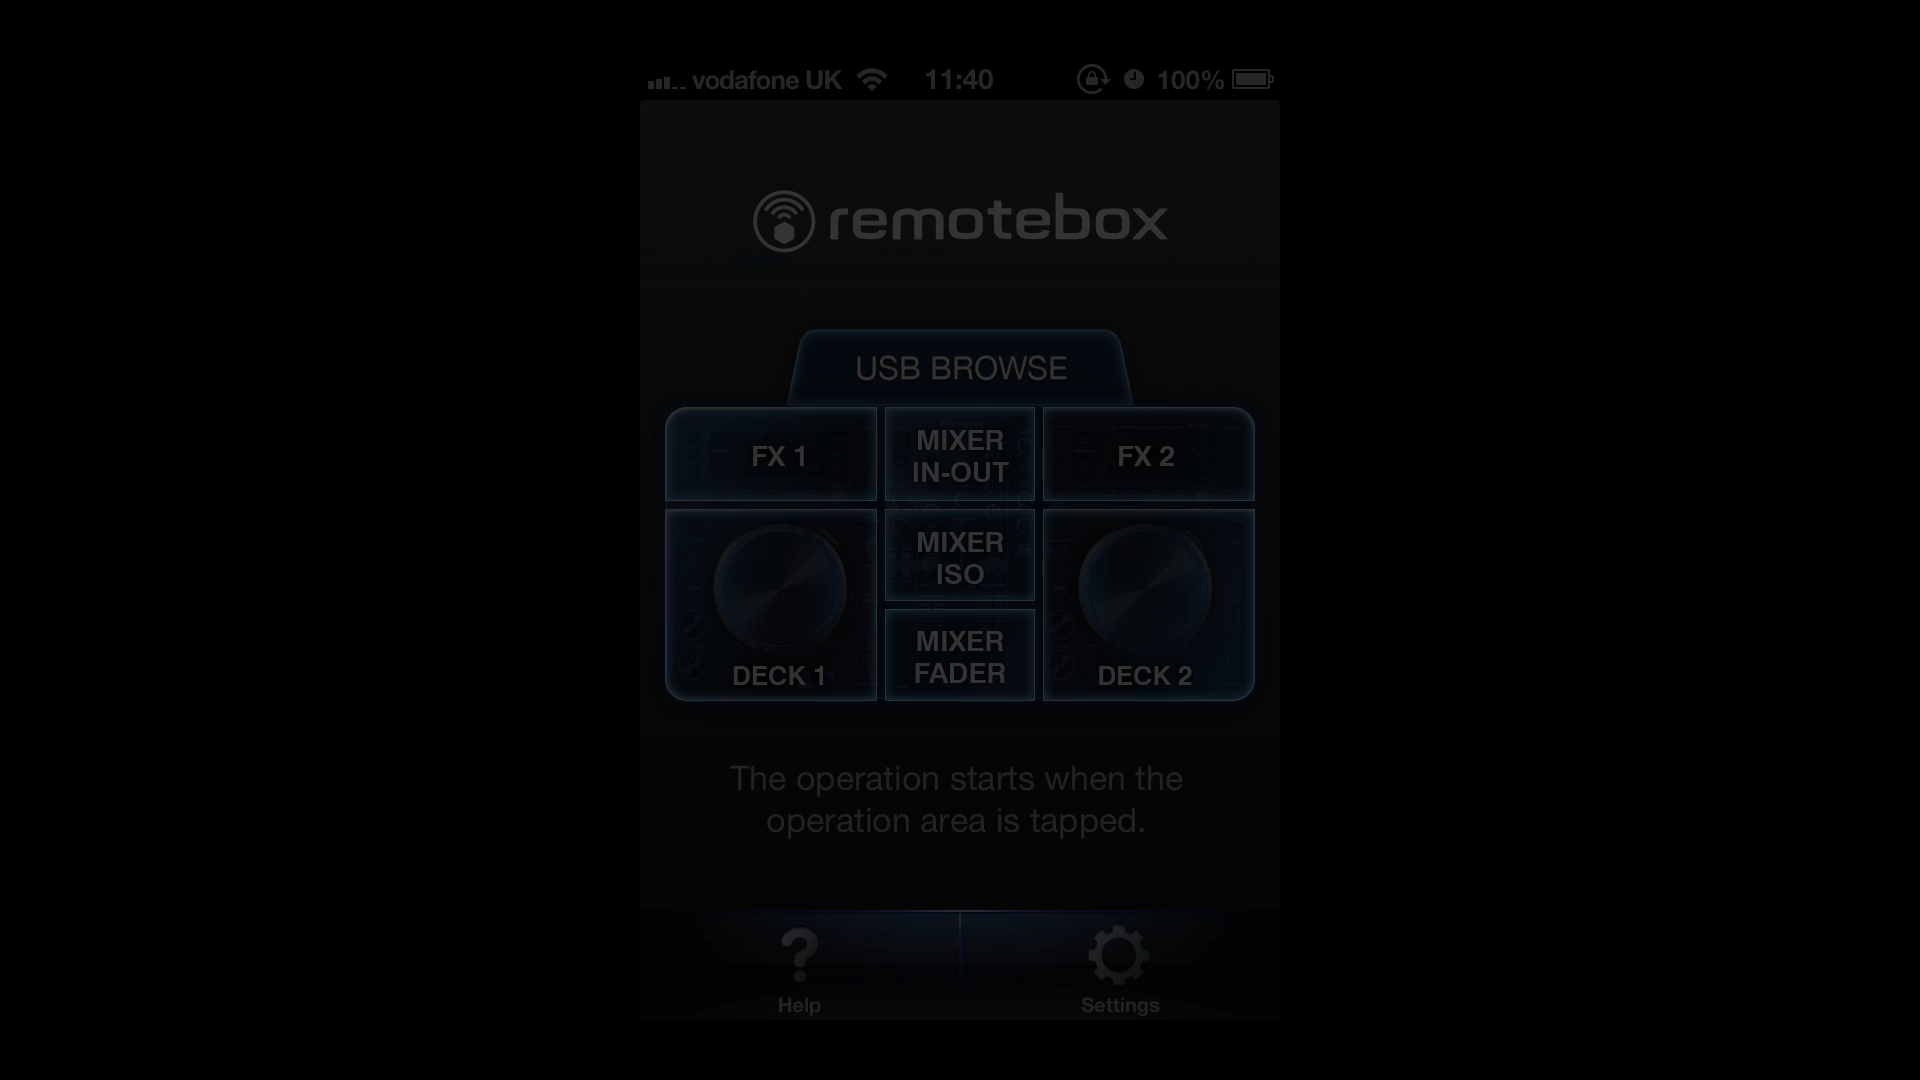 vodafone UK 11:40 100%
remotebox
USB BROWSE
FX 1
MIXER
IN-OUT
FX 2
MIXER
ISO
DECK 1
MIXER
FADER
DECK 2
The operation starts when the
operation area is tapped.
Help
Settings